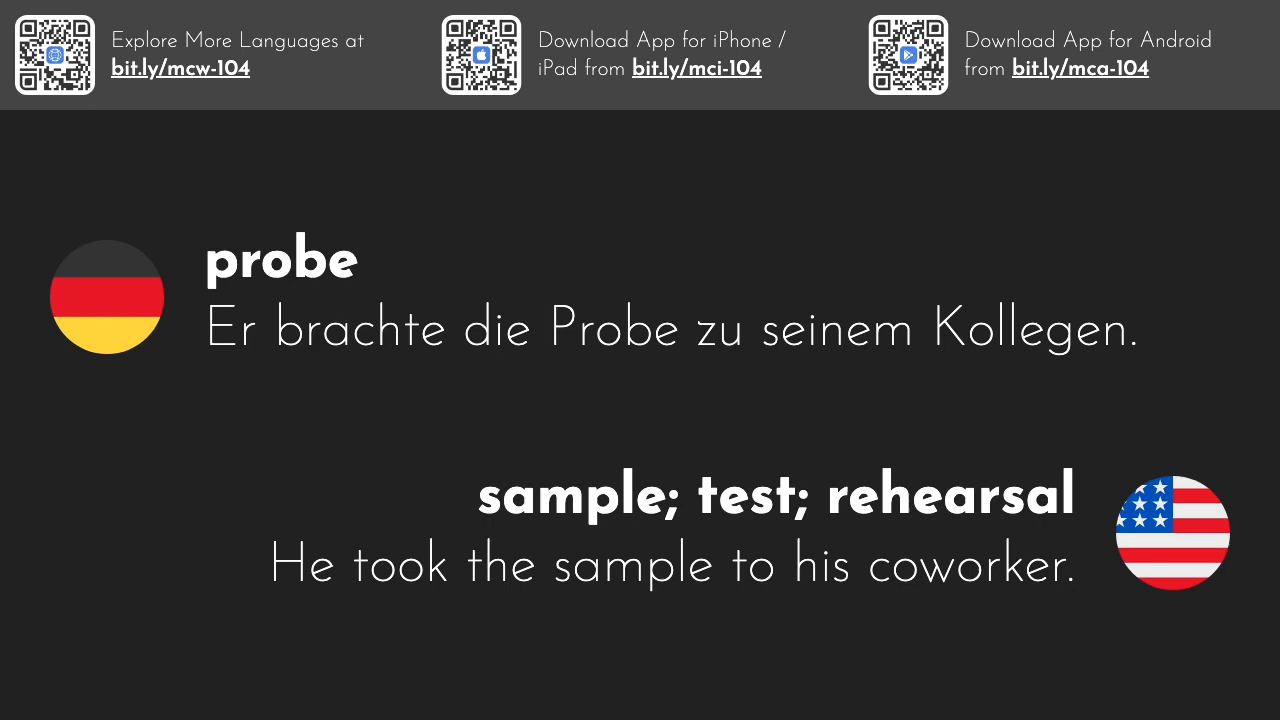 Explore More Languages at
bit.ly/mcw-104
Download App for iPhone /
iPad from bit.ly/mci-104
Download App for Android
from bit.ly/mca-104
probe
Er brachte die Probe zu seinem Kollegen.
sample; test; rehearsal
He took the sample to his coworker.